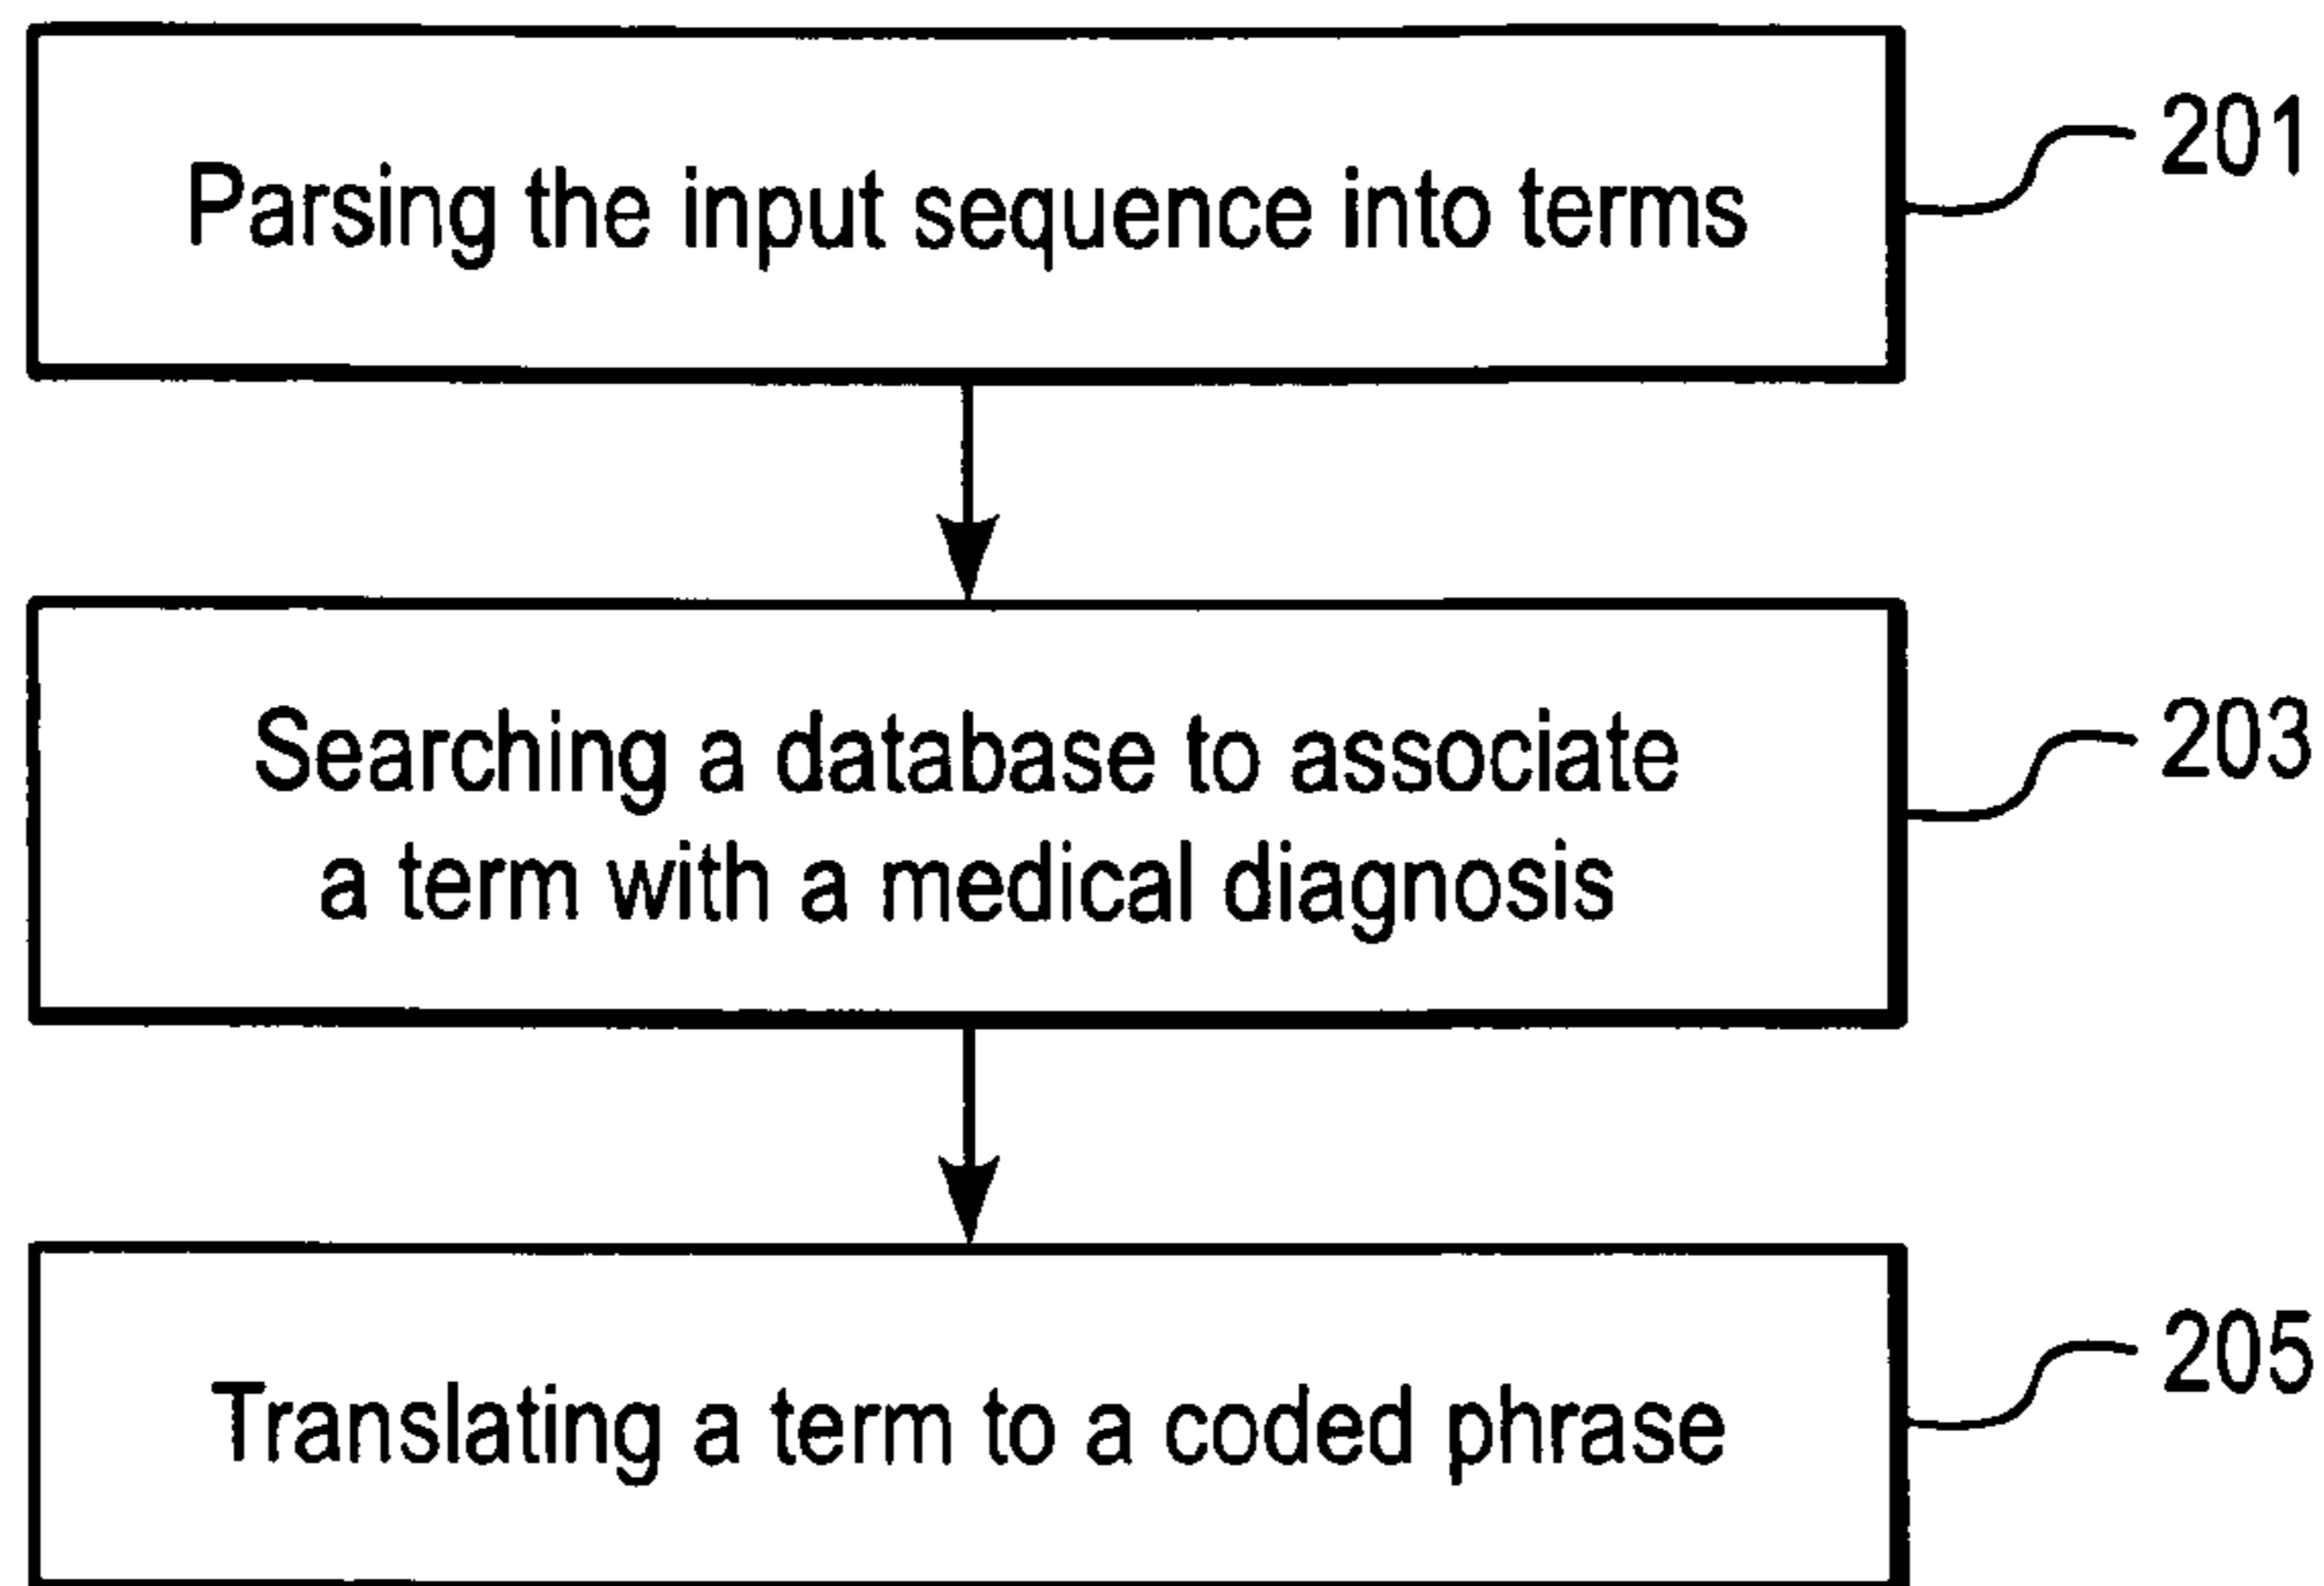 Parsing the input sequence into terms
201
Searching a database to associate
a term with a medical diagnosis
203
Translating a term to a coded phrase
205